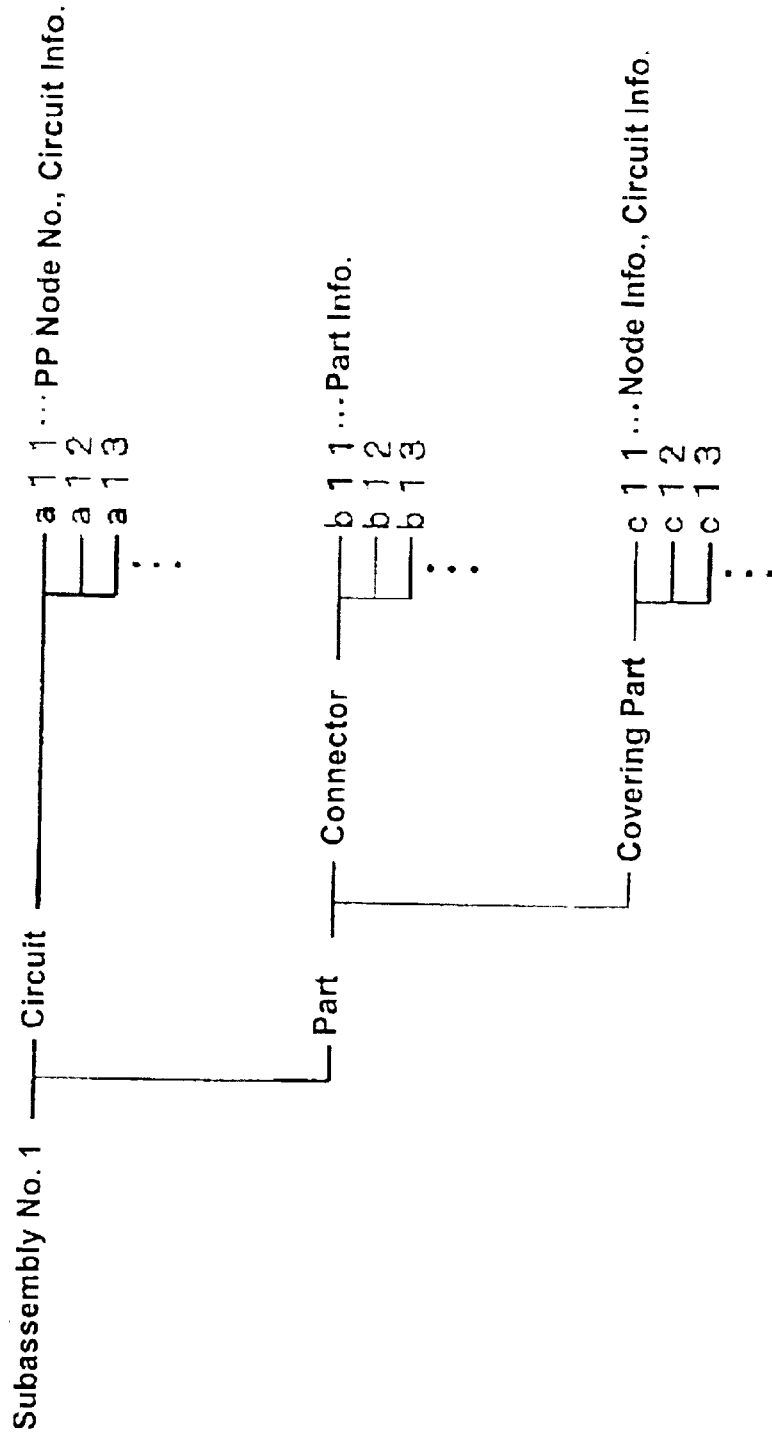 Subassembly No. 1
Circuit
a 1 1 ... PP Node No., Circuit Info.
a 1 2
a 1 3
Part
Connector
b 1 1 ... Part Info.
b 1 2
b 1 3
Covering Part
c 1 1 ... Node Info., Circuit Info.
c 1 2
c 1 3